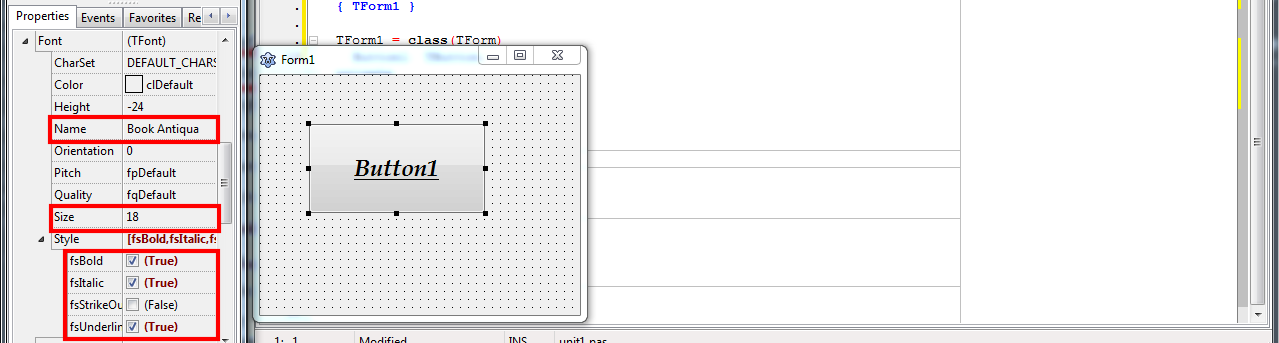 Properties Events Favorites Re
Font (TFont)
CharSet DEFAULT_CHARS
Color clDefault
Height -24
Name Book Antiqua
Orientation 0
Pitch fpDefault
Quality fqDefault
Size 18
Style [fsBold,fsItalic,fs
fsBold (True)
fsItalic (True)
fsStrikeOu (False)
fsUnderlin (True)
{ TForm1 }
TForm1 = class(TForm)
Form1
Button1
1: 1 Modified INS unit1.pas